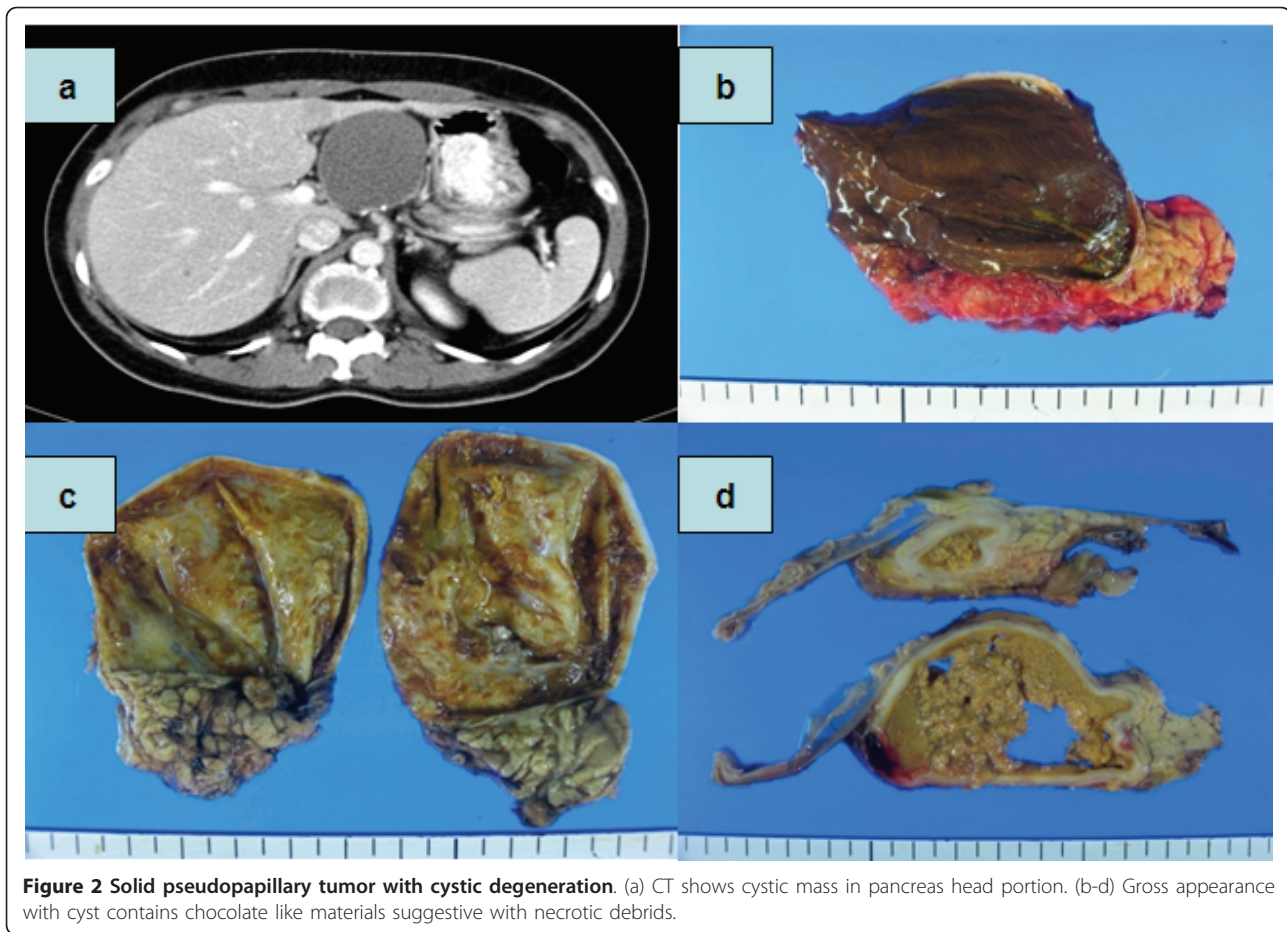 a
b
c
d
Figure 2 Solid pseudopapillary tumor with cystic degeneration. (a) CT shows cystic mass in pancreas head portion. (b-d) Gross appearance
with cyst contains chocolate like materials suggestive with necrotic debrids.